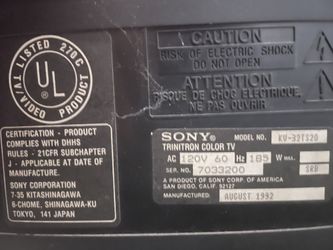 LISTED 270C
UL
TV/VIDEO PRODUCT
CAUTION
RISK OF ELECTRIC SHOCK
DO NOT OPEN
ATTENTION
RISQUE DE CHOC ELECTRIQUE,
NE PAS OUVRIR
CERTIFICATION - PRODUCT
COMPLIES WITH DHHS
RULES - 21CFR SUBCHAPTER
J - APPLICABLE AT DATE OF
MANUFACTURE.
SONY CORPORATION
7-35 KITASHINAGAWA
6-CHOME, SHINAGAWA-KU
TOKYO, 141 JAPAN
SONY® MODEL NO. KV-32TS20
TRINITRON COLOR TV
AC 120V 60 Hz 185 W MAX.
SER. NO. 7033200 SRD
A PRODUCT OF SONY CORP. OF AMERICA
SAN DIEGO, CALIF. 92127
MANUFACTURED: AUGUST 1992